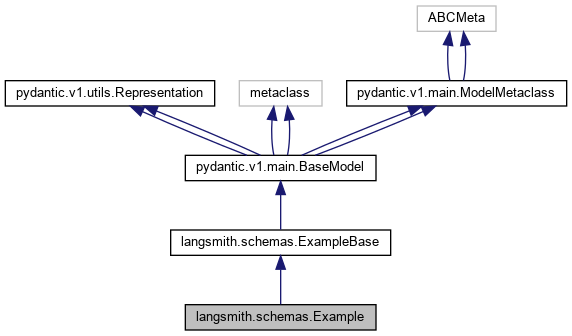 ABCMeta
pydantic.v1.utils.Representation
metaclass
pydantic.v1.main.ModelMetaclass
pydantic.v1.main.BaseModel
langsmith.schemas.ExampleBase
langsmith.schemas.Example